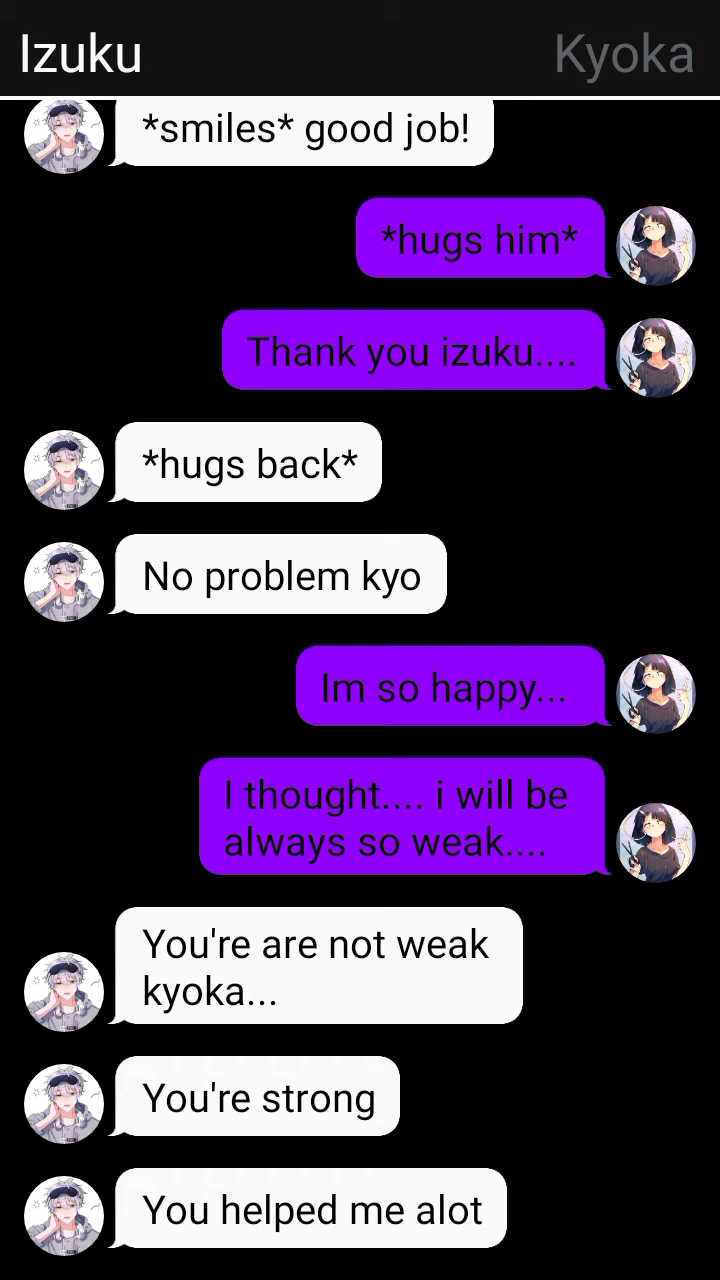 Izuku
Kyoka
*smiles* good job!
*hugs him*
Thank you izuku....
*hugs back*
No problem kyo
Im so happy...
I thought.... i will be
always so weak....
You're are not weak
kyoka...
You're strong
You helped me alot